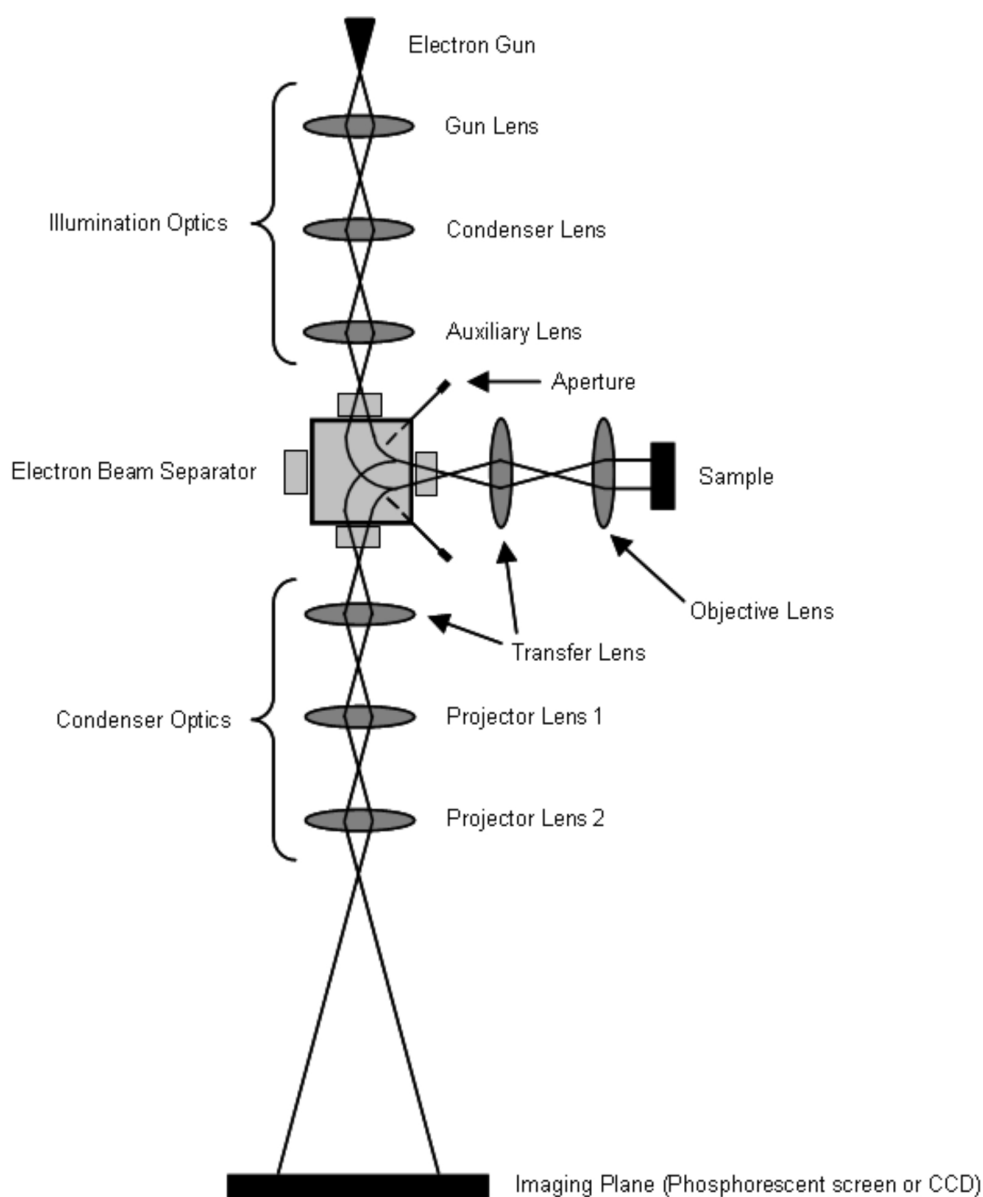 Electron Gun
Gun Lens
Illumination Optics
Condenser Lens
Auxiliary Lens
Aperture
Electron Beam Separator
Sample
Objective Lens
Transfer Lens
Condenser Optics
Projector Lens 1
Projector Lens 2
Imaging Plane (Phosphorescent screen or CCD)